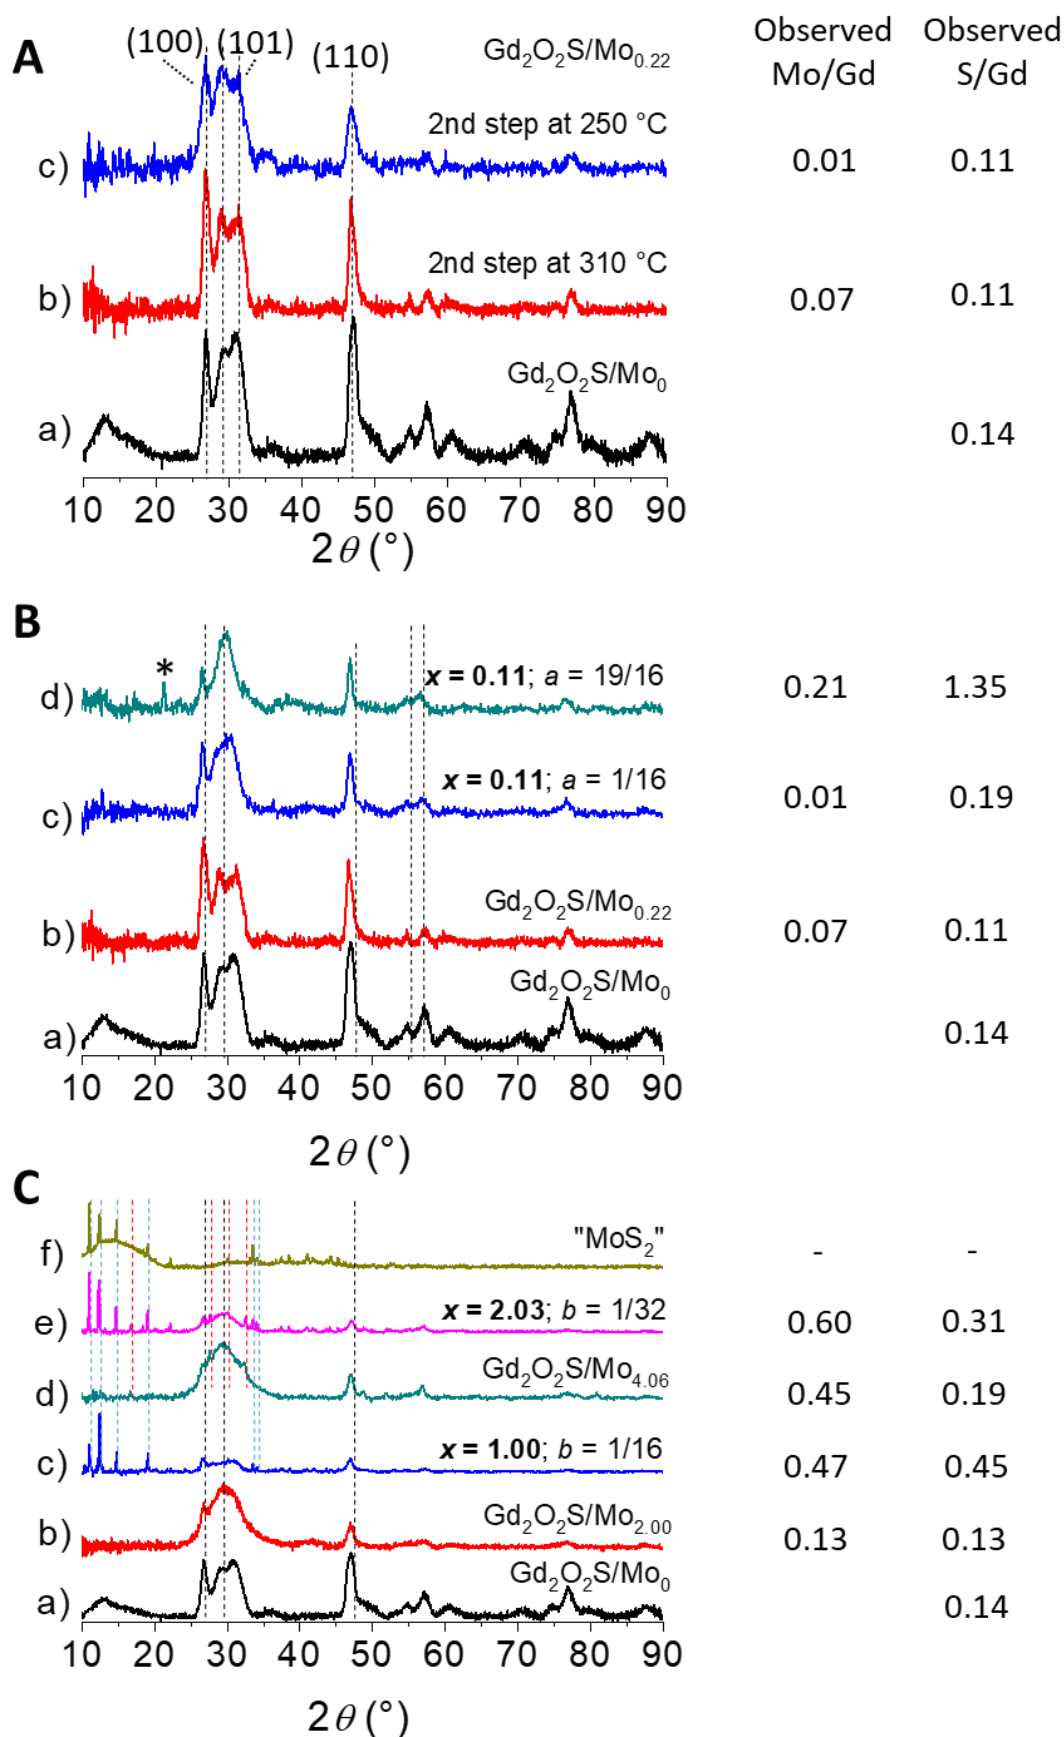 Observed Observed
Mo/Gd S/Gd
A
(100) (101) (110) Gd₂O₂S/Mo₀.₂₂
2nd step at 250 °C
c) 0.01 0.11
2nd step at 310 °C
b) 0.07 0.11
Gd₂O₂S/Mo₀
a) 0.14
10 20 30 40 50 60 70 80 90
2θ (°)
B
*
x = 0.11; a = 19/16
d) 0.21 1.35
x = 0.11; a = 1/16
c) 0.01 0.19
Gd₂O₂S/Mo₀.₂₂
b) 0.07 0.11
Gd₂O₂S/Mo₀
a) 0.14
10 20 30 40 50 60 70 80 90
2θ (°)
C
"MoS₂"
f) - -
x = 2.03; b = 1/32
e) 0.60 0.31
Gd₂O₂S/Mo₄.₀₆
d) 0.45 0.19
x = 1.00; b = 1/16
c) 0.47 0.45
Gd₂O₂S/Mo₂.₀₀
b) 0.13 0.13
Gd₂O₂S/Mo₀
a) 0.14
10 20 30 40 50 60 70 80 90
2θ (°)